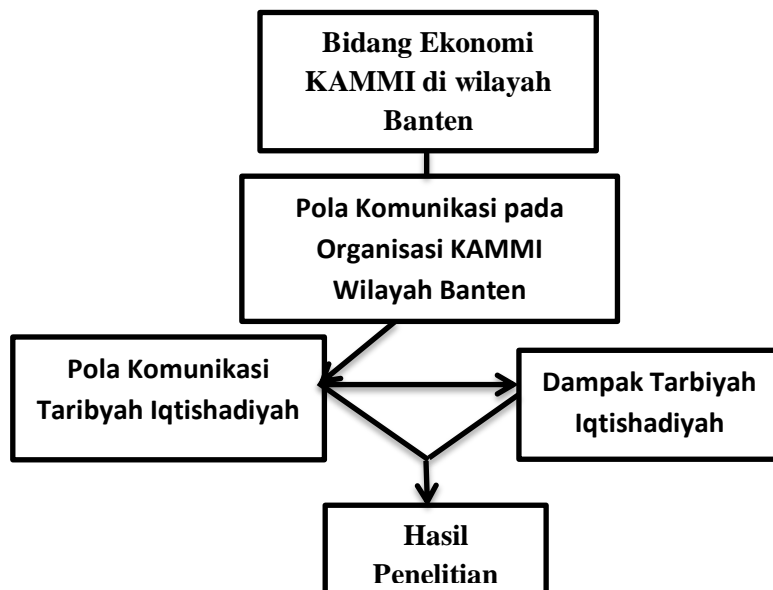 Bidang Ekonomi
KAMMI di wilayah
Banten
Pola Komunikasi pada
Organisasi KAMMI
Wilayah Banten
Pola Komunikasi
Taribyah Iqtishadiyah
Dampak Tarbiyah
Iqtishadiyah
Hasil
Penelitian